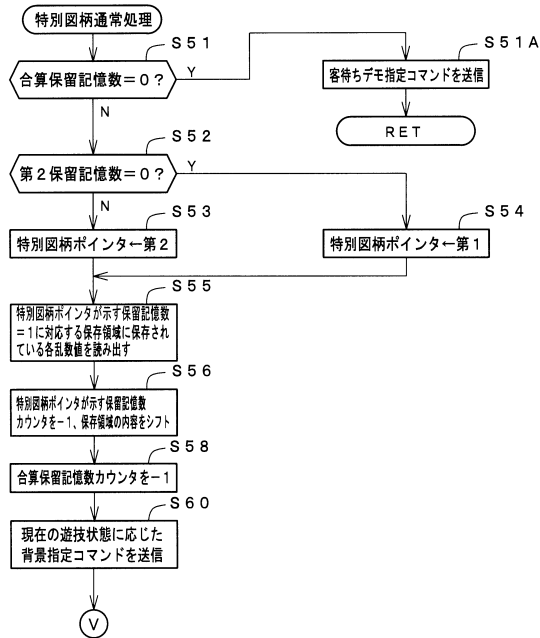 特別図柄通常処理
S51
合算保留記憶数=0?
Y
N
S51A
客待ちデモ指定コマンドを送信
RET
S52
第2保留記憶数=0?
Y
N
S53
特別図柄ポインタ←第2
S54
特別図柄ポインタ←第1
S55
特別図柄ポインタが示す保留記憶数
=1に対応する保存領域に保存され
ている各乱数値を読み出す
S56
特別図柄ポインタが示す保留記憶数
カウンタを-1、保存領域の内容をシフト
S58
合算保留記憶数カウンタを-1
S60
現在の遊技状態に応じた
背景指定コマンドを送信
V